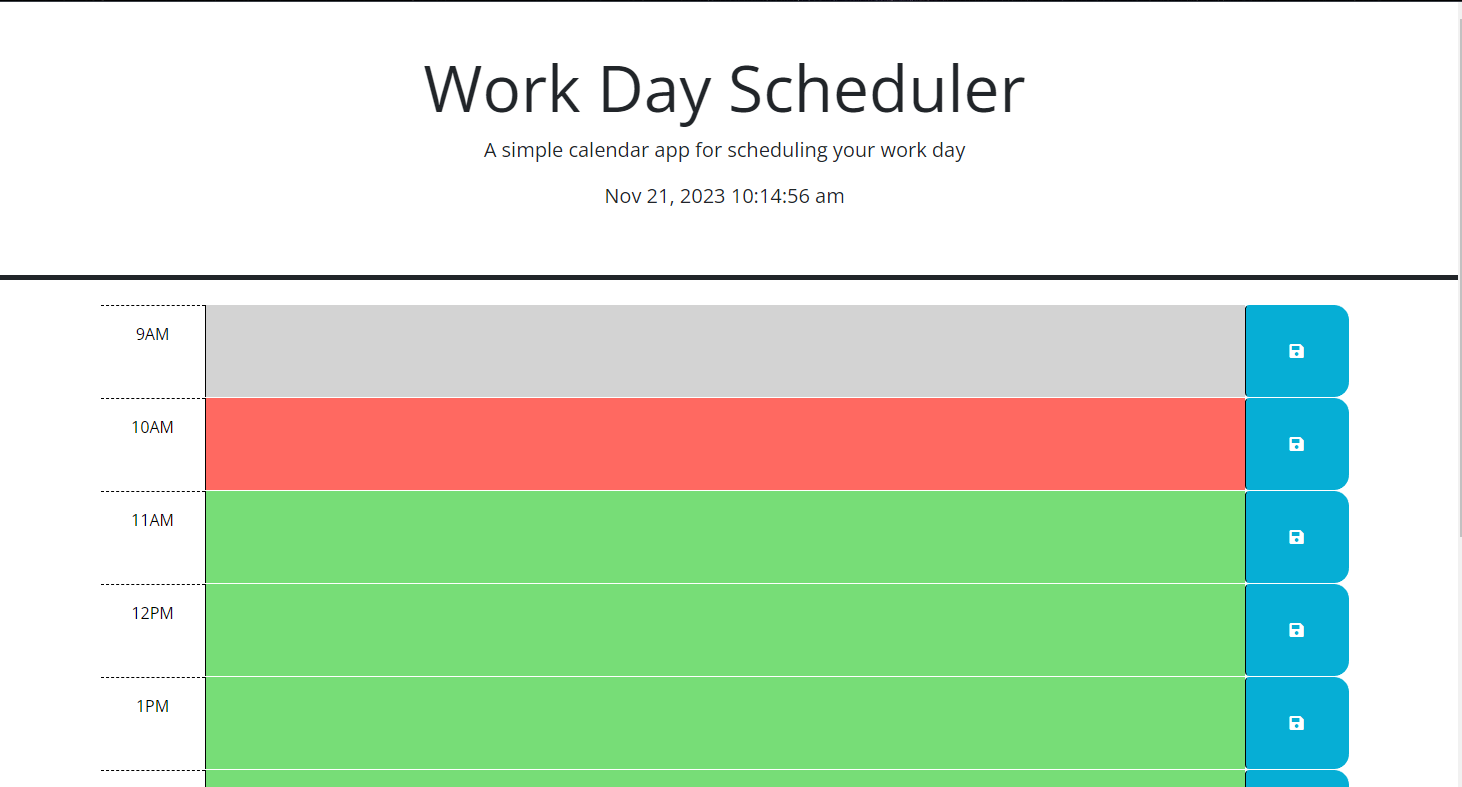 Work Day Scheduler
A simple calendar app for scheduling your work day
Nov 21, 2023 10:14:56 am
9AM
10AM
11AM
12PM
1PM